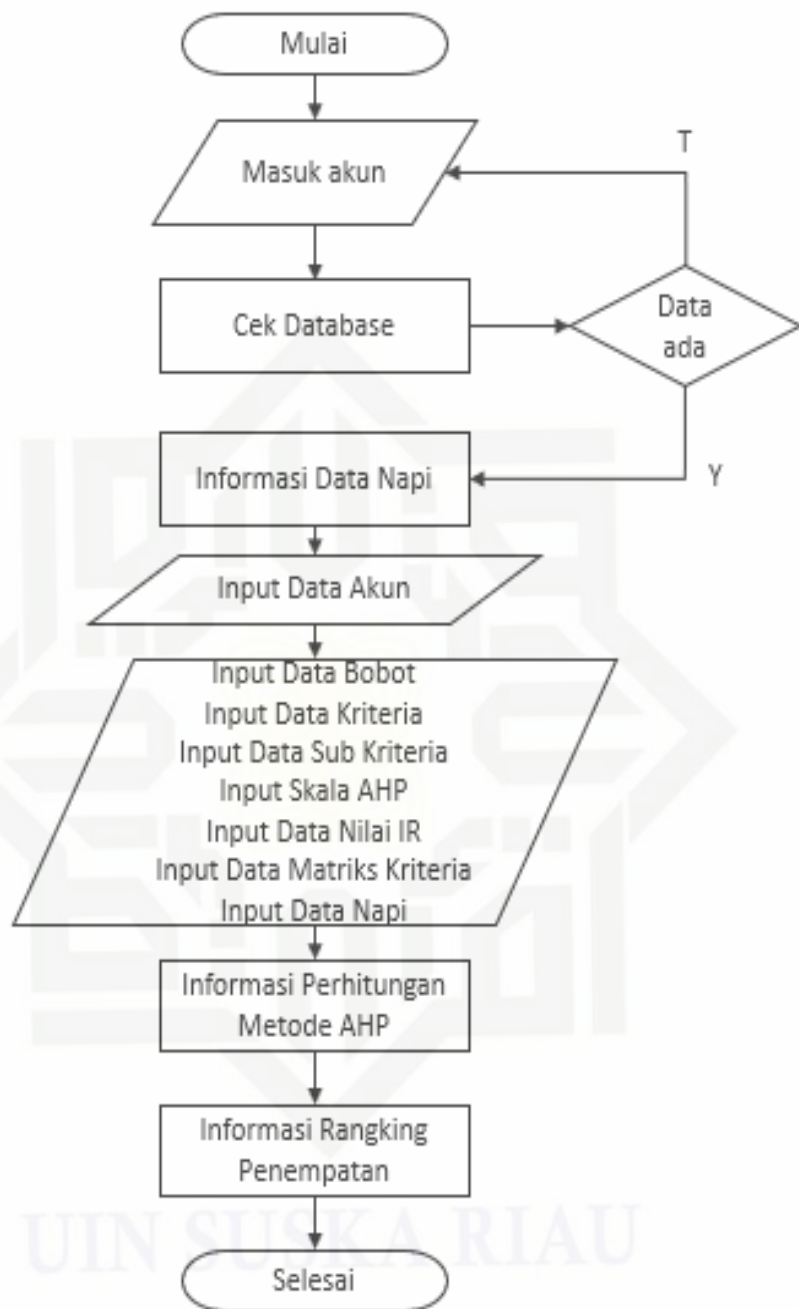 Mulai
Masuk akun
T
Cek Database
Data
ada
Informasi Data Napi
Y
Input Data Akun
Input Data Bobot
Input Data Kriteria
Input Data Sub Kriteria
Input Skala AHP
Input Data Nilai IR
Input Data Matriks Kriteria
Input Data Napi
Informasi Perhitungan
Metode AHP
Informasi Rangking
Penempatan
UIN SUSKA RIAU
Selesai